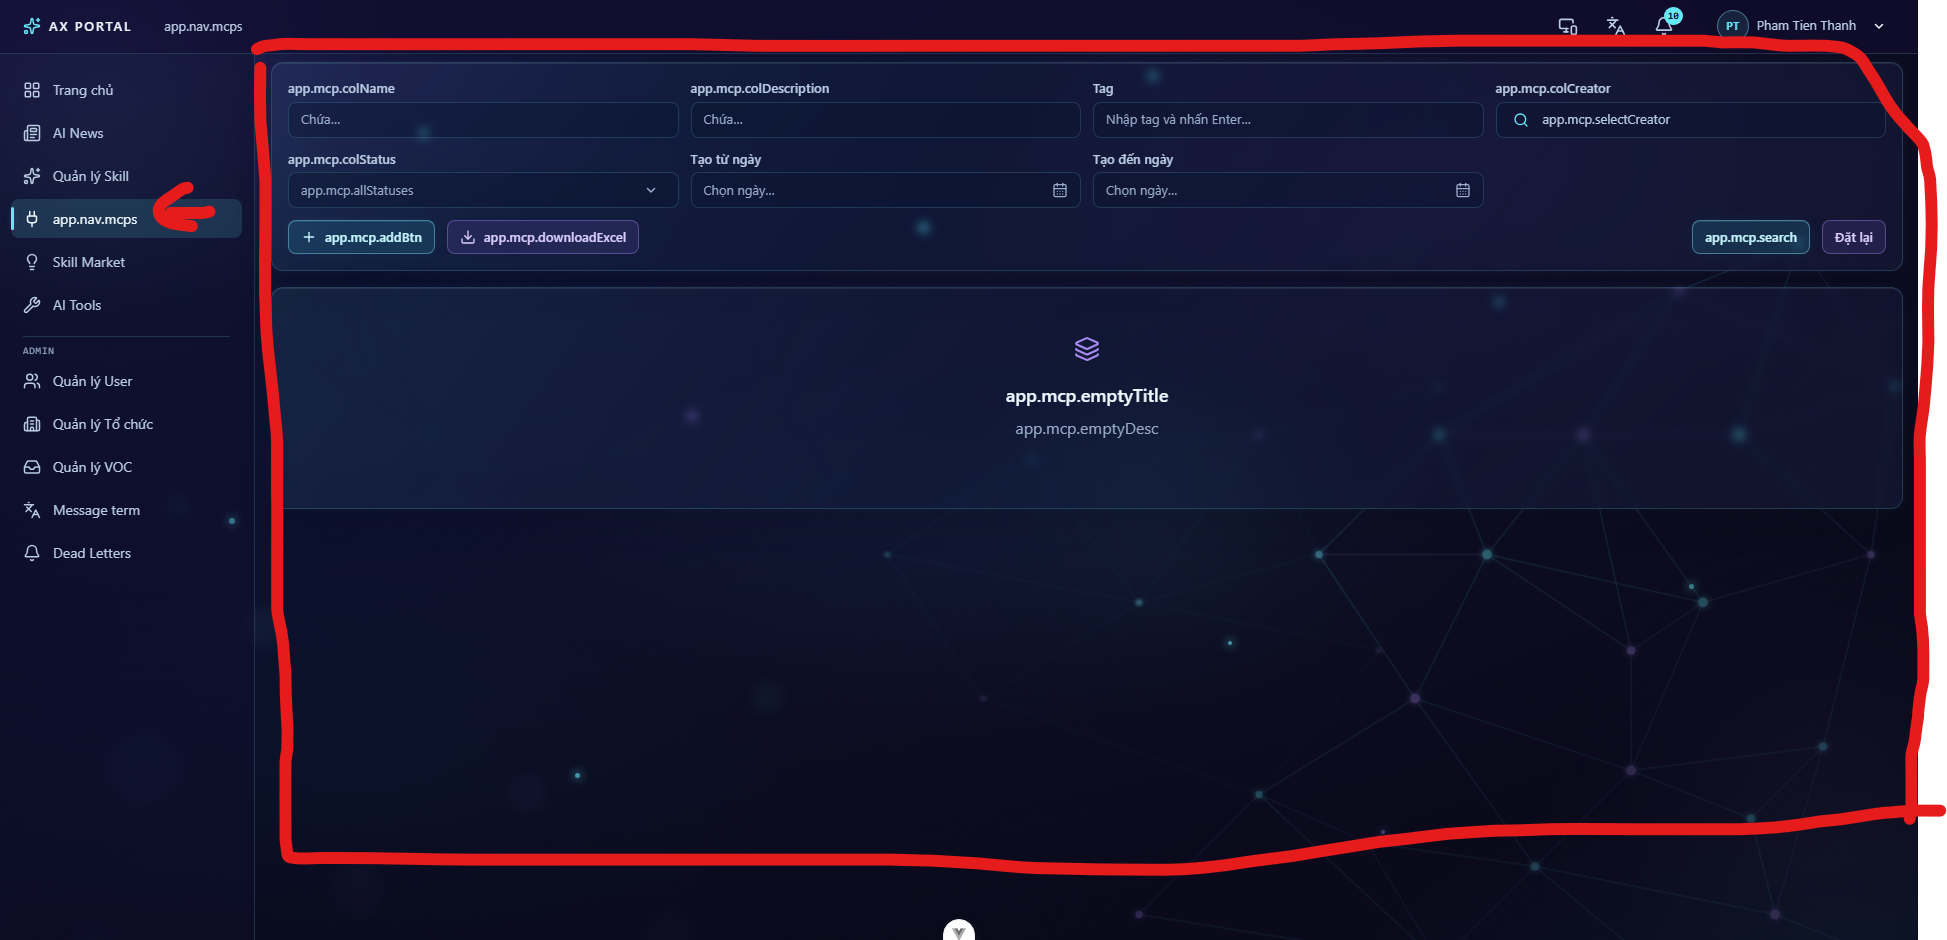 AX PORTAL
app.nav.mcps
10
PT
Pham Tien Thanh
Trang chủ
AI News
Quản lý Skill
app.nav.mcps
Skill Market
AI Tools
ADMIN
Quản lý User
Quản lý Tổ chức
Quản lý VOC
Message term
Dead Letters
app.mcp.colName
app.mcp.colDescription
Tag
app.mcp.colCreator
Chứa...
Chứa...
Nhập tag và nhấn Enter...
app.mcp.selectCreator
app.mcp.colStatus
Tạo từ ngày
Tạo đến ngày
app.mcp.allStatuses
Chọn ngày...
Chọn ngày...
app.mcp.addBtn
app.mcp.downloadExcel
app.mcp.search
Đặt lại
app.mcp.emptyTitle
app.mcp.emptyDesc